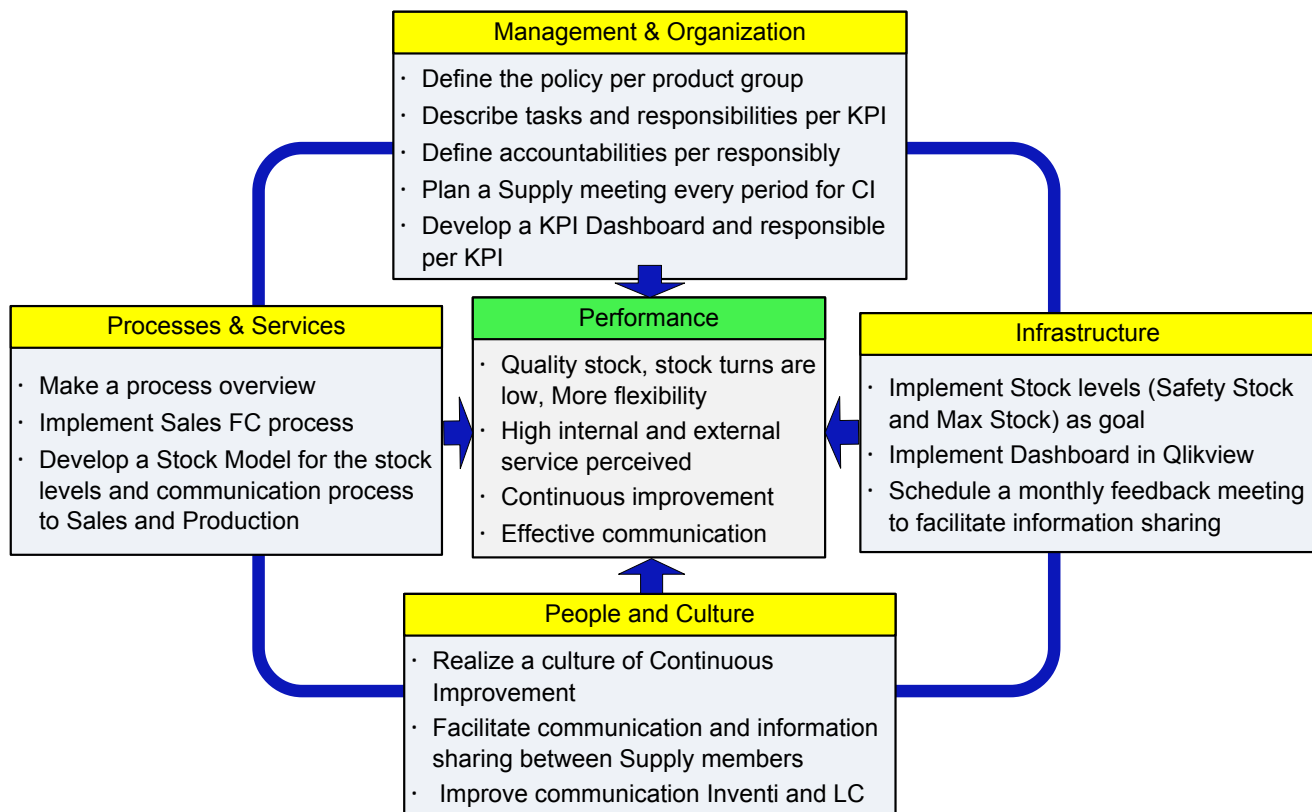 Management & Organization
· Define the policy per product group
· Describe tasks and responsibilities per KPI
· Define accountabilities per responsibly
· Plan a Supply meeting every period for CI
· Develop a KPI Dashboard and responsible
per KPI
Processes & Services
· Make a process overview
· Implement Sales FC process
· Develop a Stock Model for the stock
levels and communication process
to Sales and Production
Performance
· Quality stock, stock turns are
low, More flexibility
· High internal and external
service perceived
· Continuous improvement
· Effective communication
Infrastructure
· Implement Stock levels (Safety Stock
and Max Stock) as goal
· Implement Dashboard in Qlikview
· Schedule a monthly feedback meeting
to facilitate information sharing
People and Culture
· Realize a culture of Continuous
Improvement
· Facilitate communication and information
sharing between Supply members
· Improve communication Inventi and LC